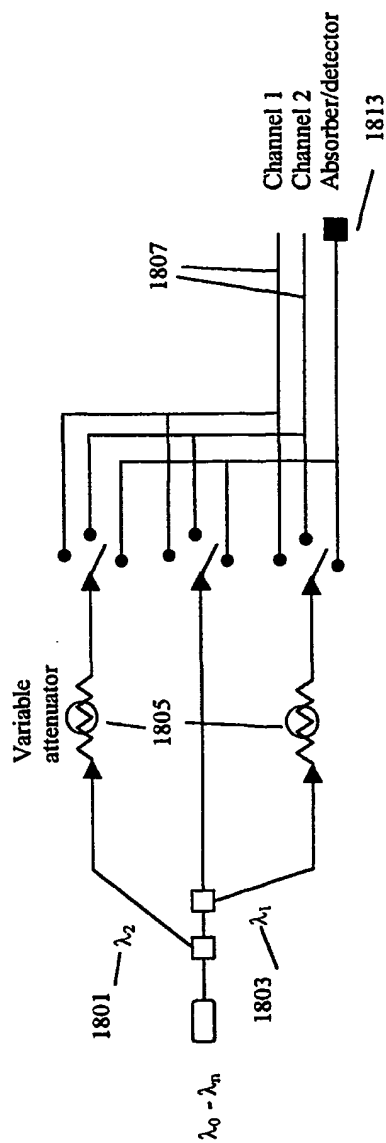 Variable
attenuator
1801
λ2
1805
1807
λ0 - λn
λ1
1803
Channel 1
Channel 2
Absorber/detector
1813